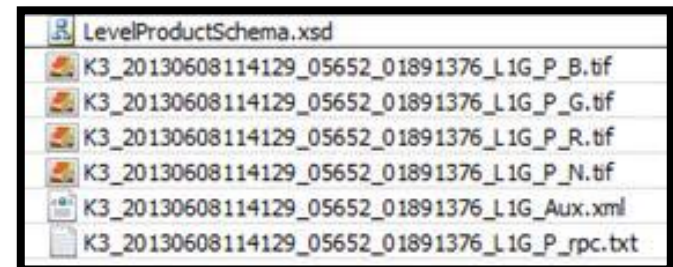 LevelProductSchema.xsd
K3_20130608114129_05652_01891376_L1G_P_B.tif
K3_20130608114129_05652_01891376_L1G_P_G.tif
K3_20130608114129_05652_01891376_L1G_P_R.tif
K3_20130608114129_05652_01891376_L1G_P_N.tif
K3_20130608114129_05652_01891376_L1G_Aux.xml
K3_20130608114129_05652_01891376_L1G_P_rpc.txt